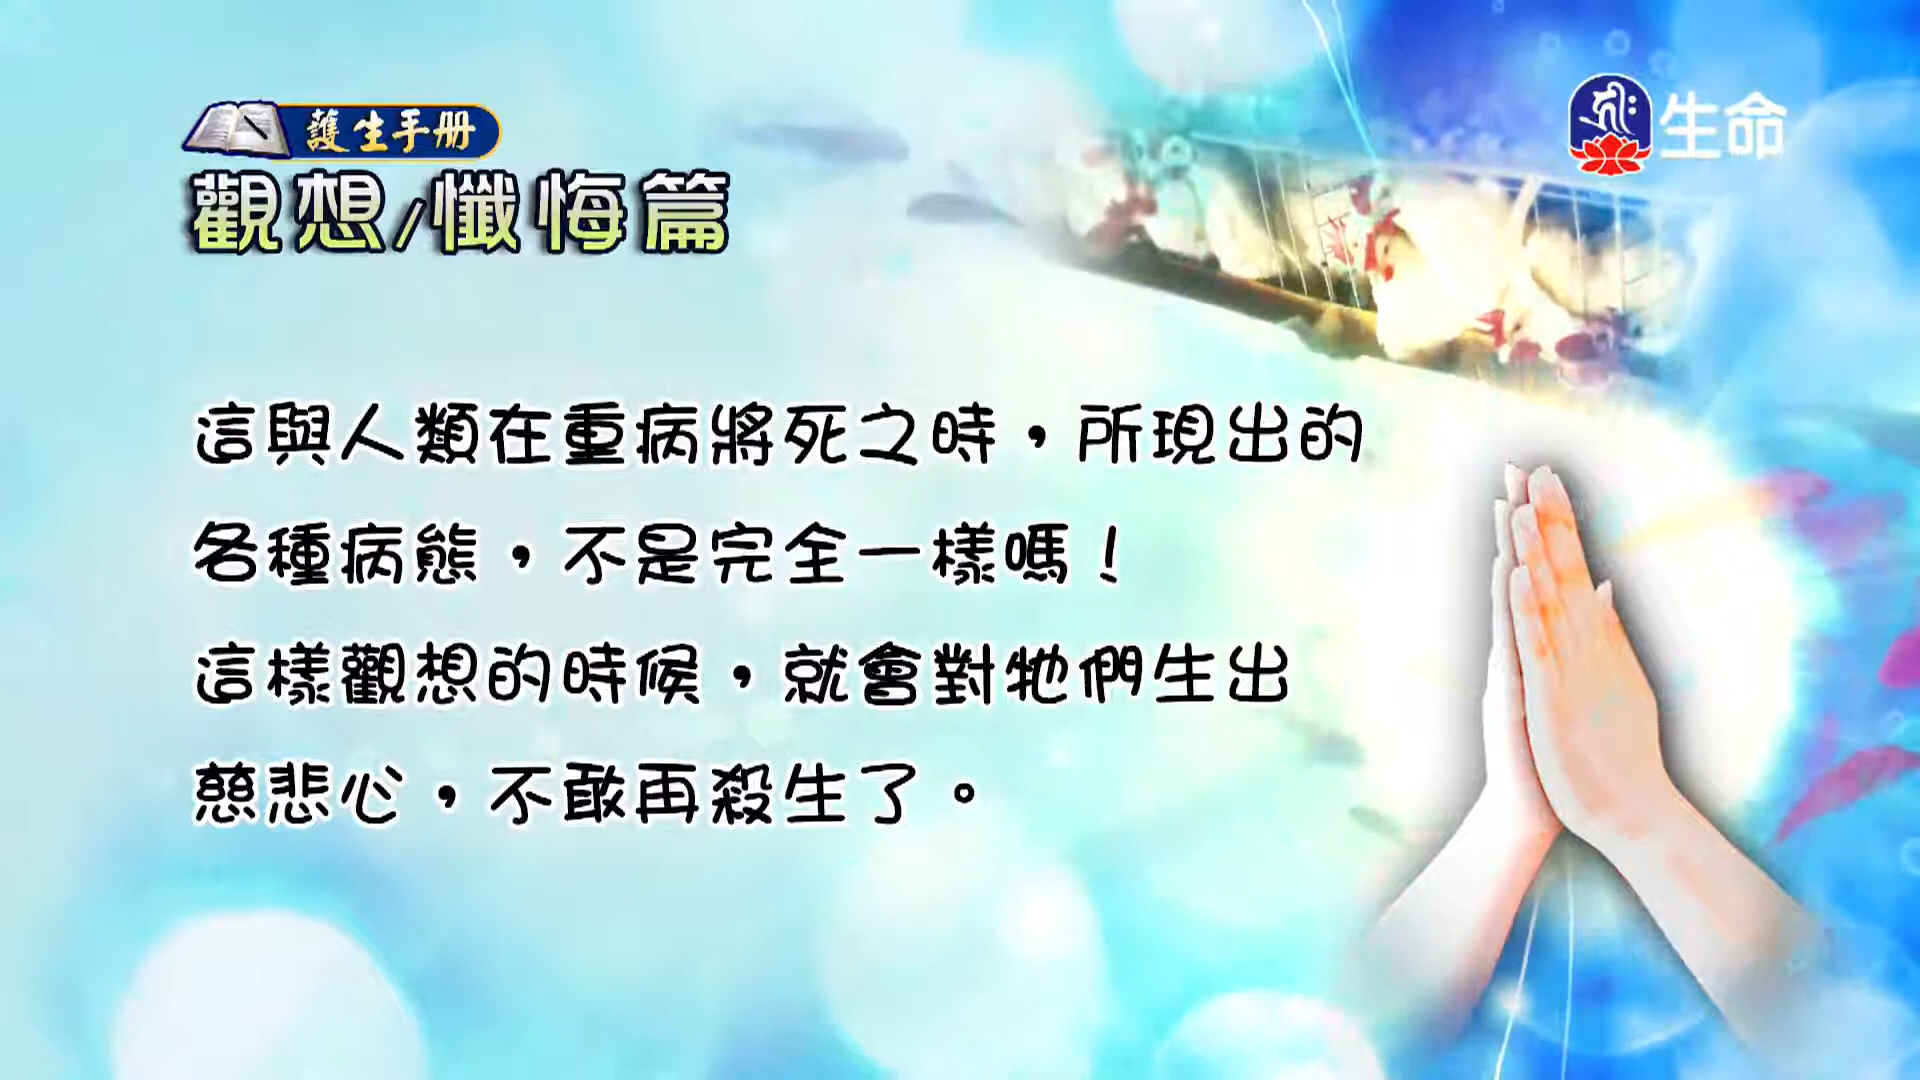 護生手册
觀想/懺悔篇
生命
這與人類在重病將死之時，所現出的
各種病態，不是完全一樣嗎！
這樣觀想的時候，就會對牠們生出
慈悲心，不敢再殺生了。